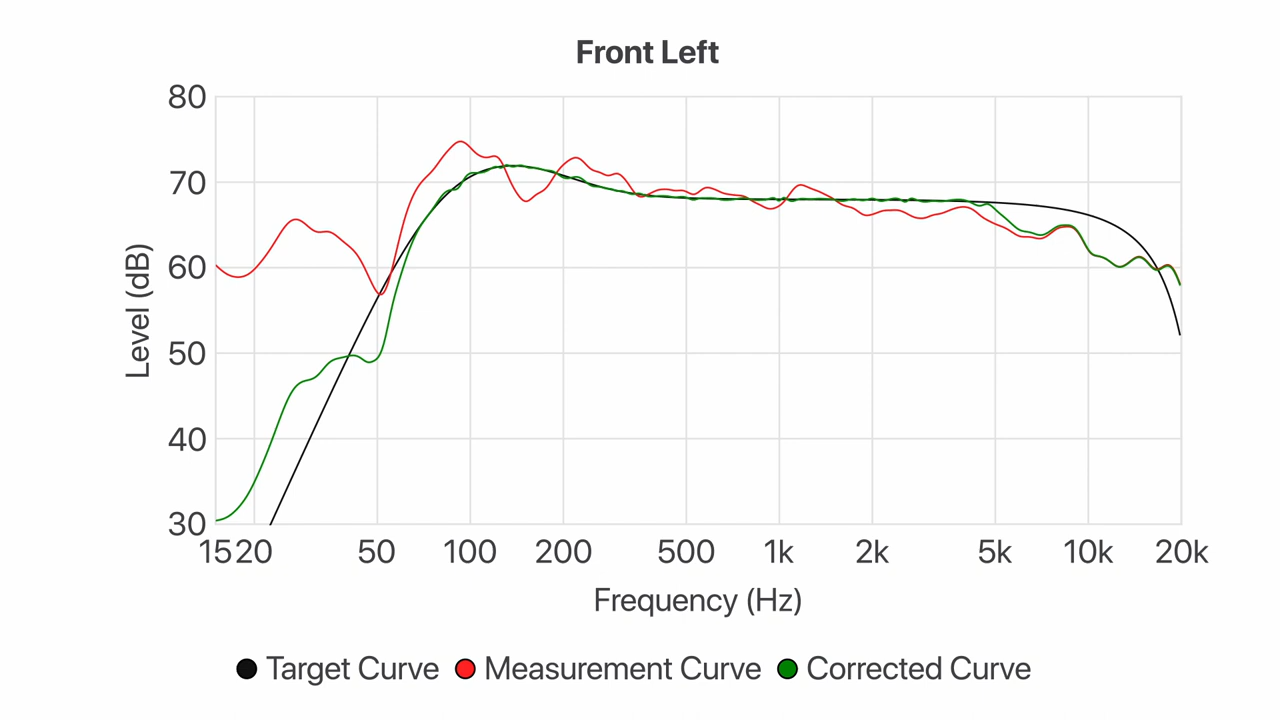 Front Left
80
70
60
50
40
30
Level (dB)
15 20 50 100 200 500 1k 2k 5k 10k 20k
Frequency (Hz)
Target Curve Measurement Curve Corrected Curve